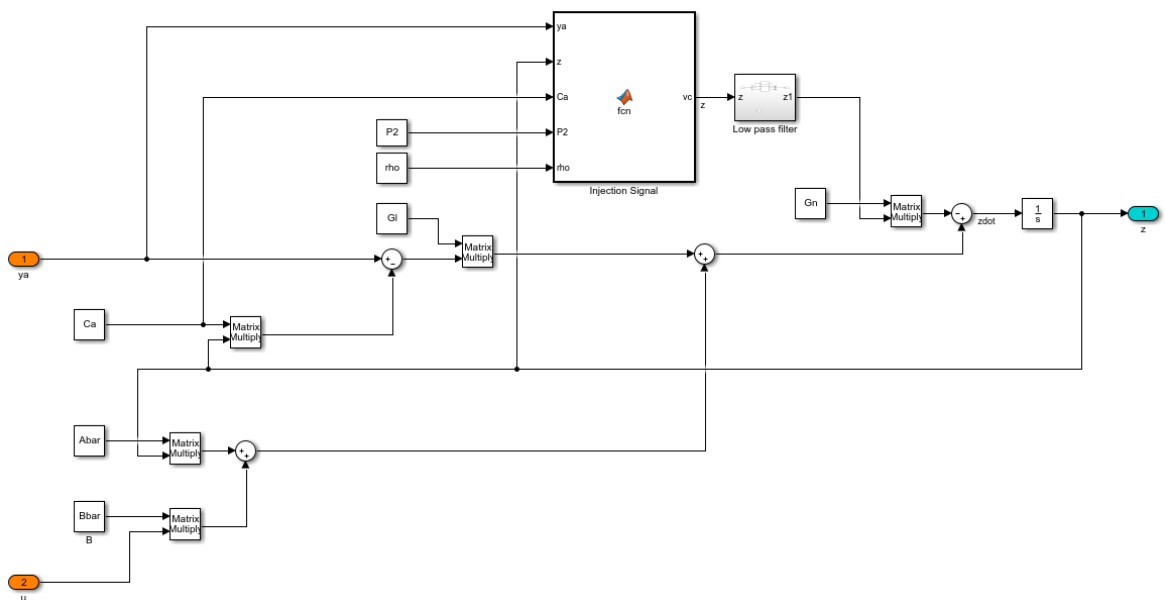 ya
z
Ca
P2
rho
fcn
vc
Injection Signal
z
z
z1
Low pass filter
P2
rho
Gl
Matrix
Multiply
Gn
Matrix
Multiply
zdot
1
s
1
z
1
ya
Ca
Matrix
Multiply
Abar
Matrix
Multiply
Bbar
B
Matrix
Multiply
2